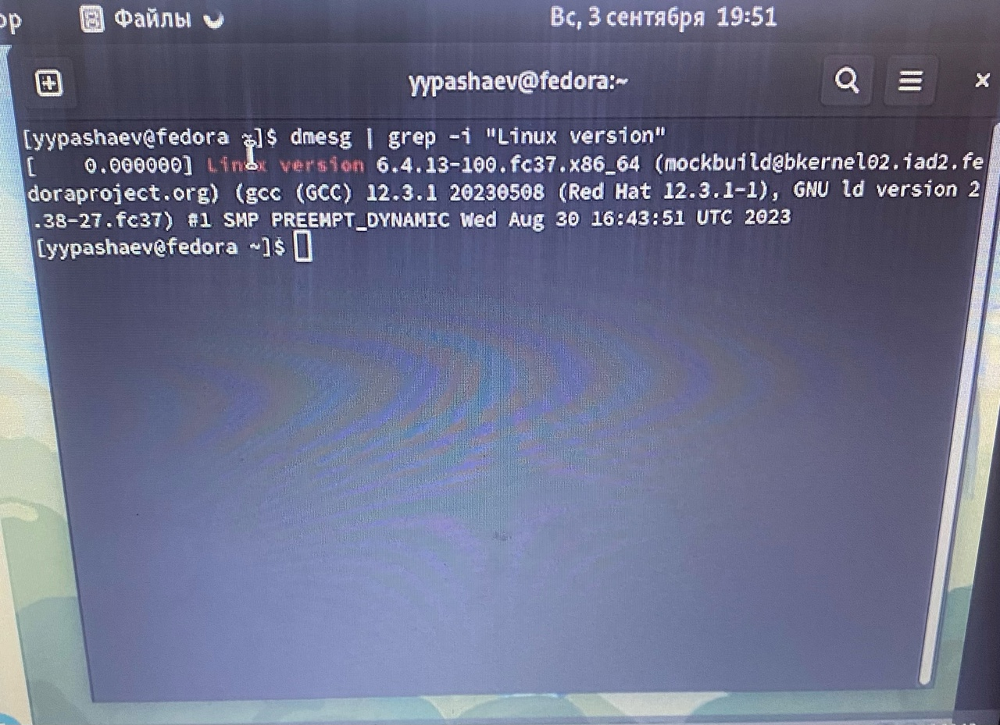 Файлы
Вс, 3 сентября 19:51
yypashaev@fedora:~
[yypashaev@fedora ~]$ dmesg | grep -i "Linux version"
[    0.000000] Linux version 6.4.13-100.fc37.x86_64 (mockbuild@bkernel02.iad2.fe
doraproject.org) (gcc (GCC) 12.3.1 20230508 (Red Hat 12.3.1-1), GNU ld version 2
.38-27.fc37) #1 SMP PREEMPT_DYNAMIC Wed Aug 30 16:43:51 UTC 2023
[yypashaev@fedora ~]$